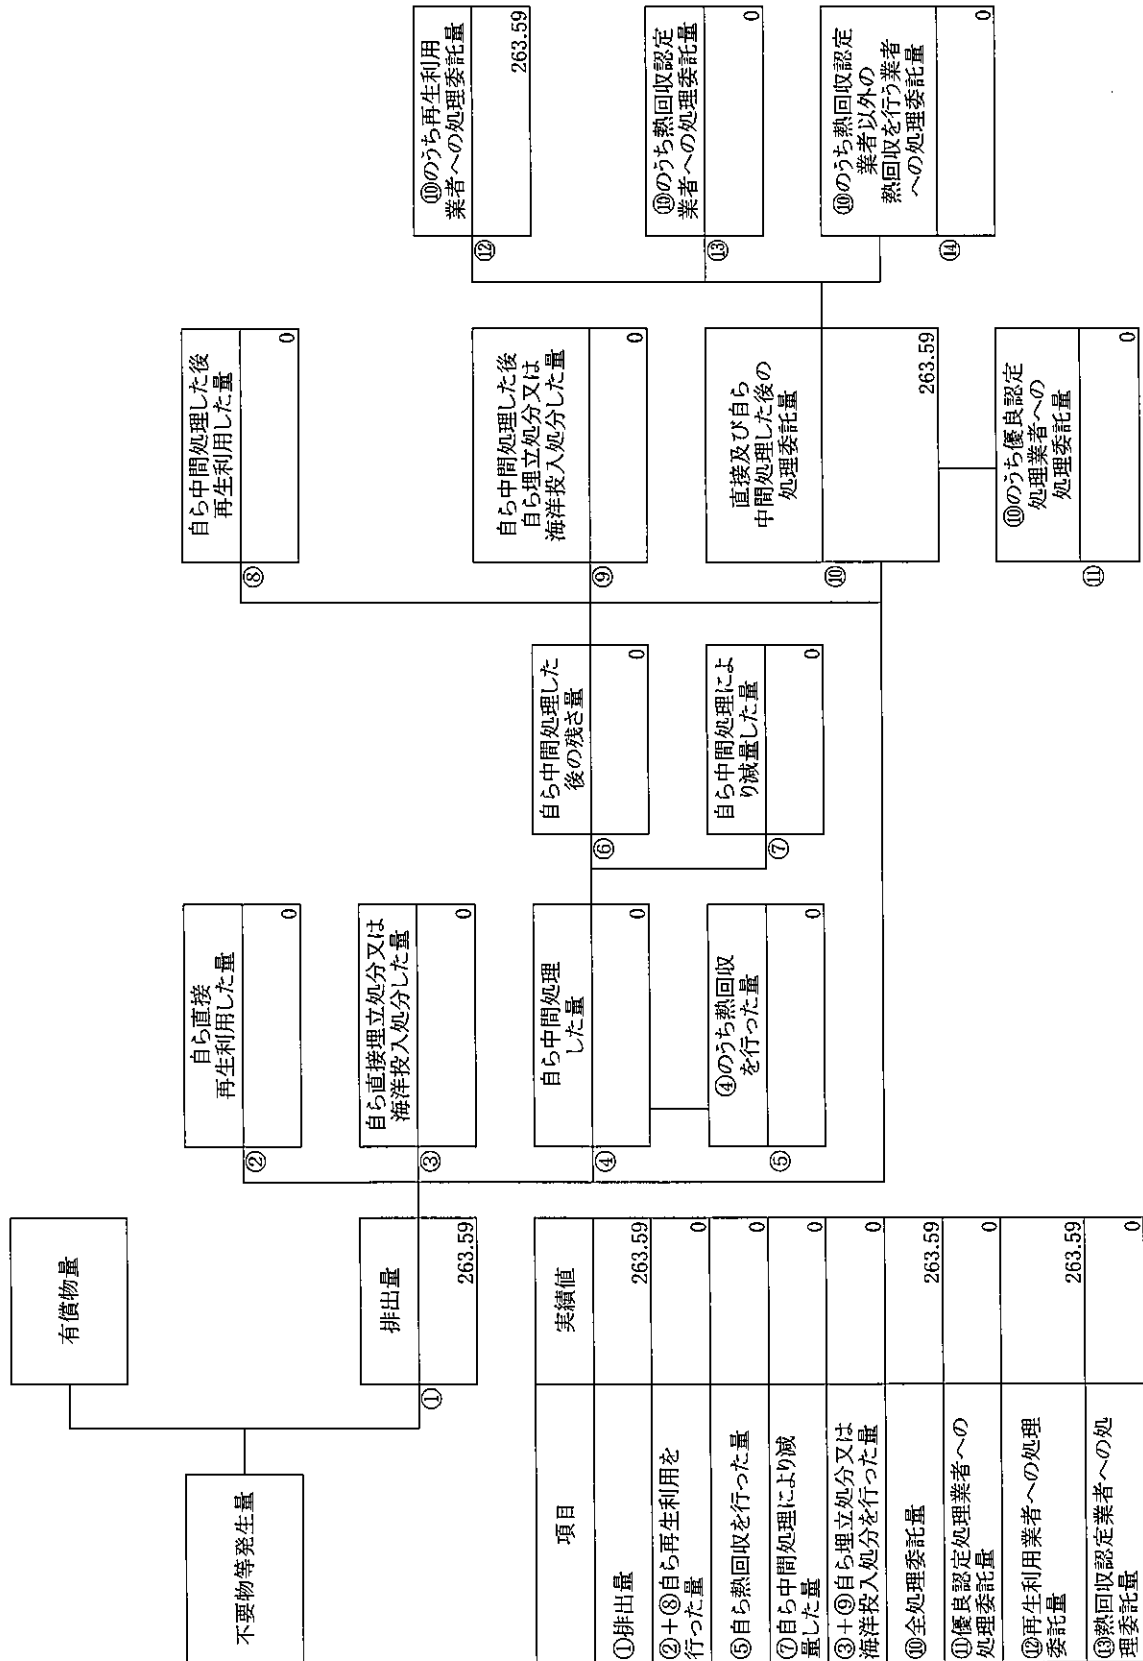 不要物等発生量
有償物量
①
排出量
263.59
②
自ら直接
再生利用した量
0
③
自ら直接埋立処分又は
海洋投入処分した量
0
④
自ら中間処理
した量
0
⑤
④のうち熱回収
を行った量
0
⑥
自ら中間処理した
後の残さ量
0
⑦
自ら中間処理によ
り減量した量
0
⑧
自ら中間処理した後
再生利用した量
0
⑨
自ら中間処理した後
自ら埋立処分又は
海洋投入処分した量
0
⑩
直接及び自ら
中間処理した後の
処理委託量
263.59
⑪
⑩のうち優良認定
処理業者への
処理委託量
0
⑫
⑩のうち再生利用
業者への処理委託量
263.59
⑬
⑩のうち熱回収認定
業者への処理委託量
0
⑭
⑩のうち熱回収認定
業者以外の
熱回収を行う業者
への処理委託量
0
項目 実績値
①排出量 263.59
②+⑧自ら再生利用を
行った量 0
⑤自ら熱回収を行った量 0
⑦自ら中間処理により減
量した量 0
③+⑨自ら埋立処分又は
海洋投入処分を行った量 0
⑩全処理委託量 263.59
⑪優良認定処理業者への
処理委託量 0
⑫再生利用業者への処理
委託量 263.59
⑬熱回収認定業者への処
理委託量 0